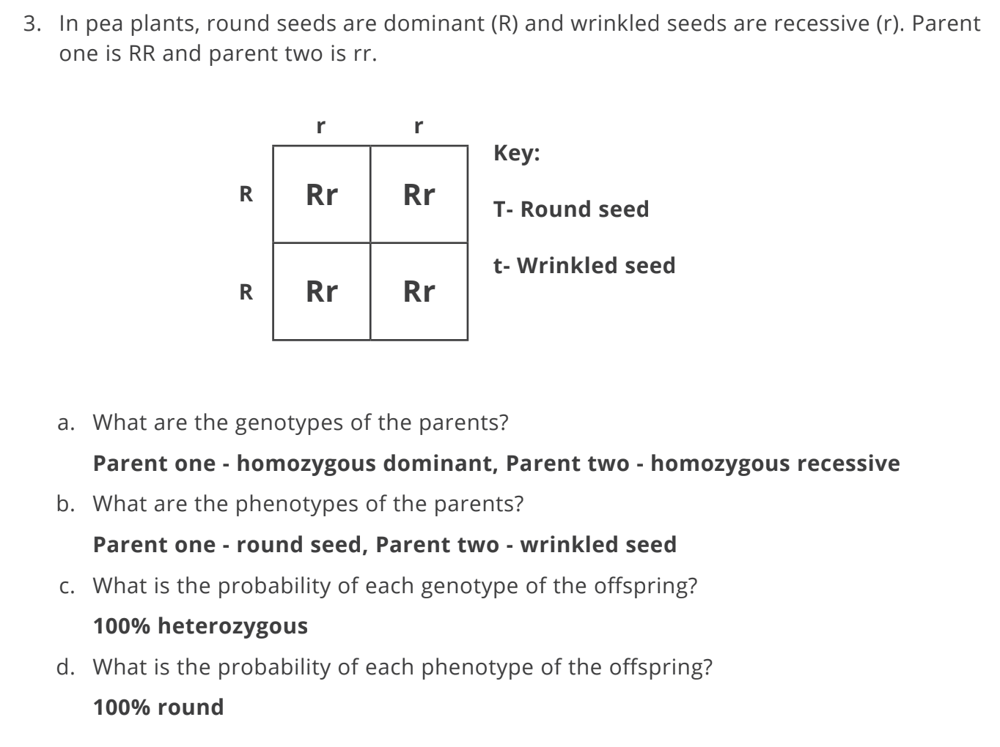 3. In pea plants, round seeds are dominant (R) and wrinkled seeds are recessive (r). Parent
one is RR and parent two is rr.
r r
Key:
R Rr Rr
T- Round seed
t- Wrinkled seed
R Rr Rr
a. What are the genotypes of the parents?
Parent one - homozygous dominant, Parent two - homozygous recessive
b. What are the phenotypes of the parents?
Parent one - round seed, Parent two - wrinkled seed
c. What is the probability of each genotype of the offspring?
100% heterozygous
d. What is the probability of each phenotype of the offspring?
100% round